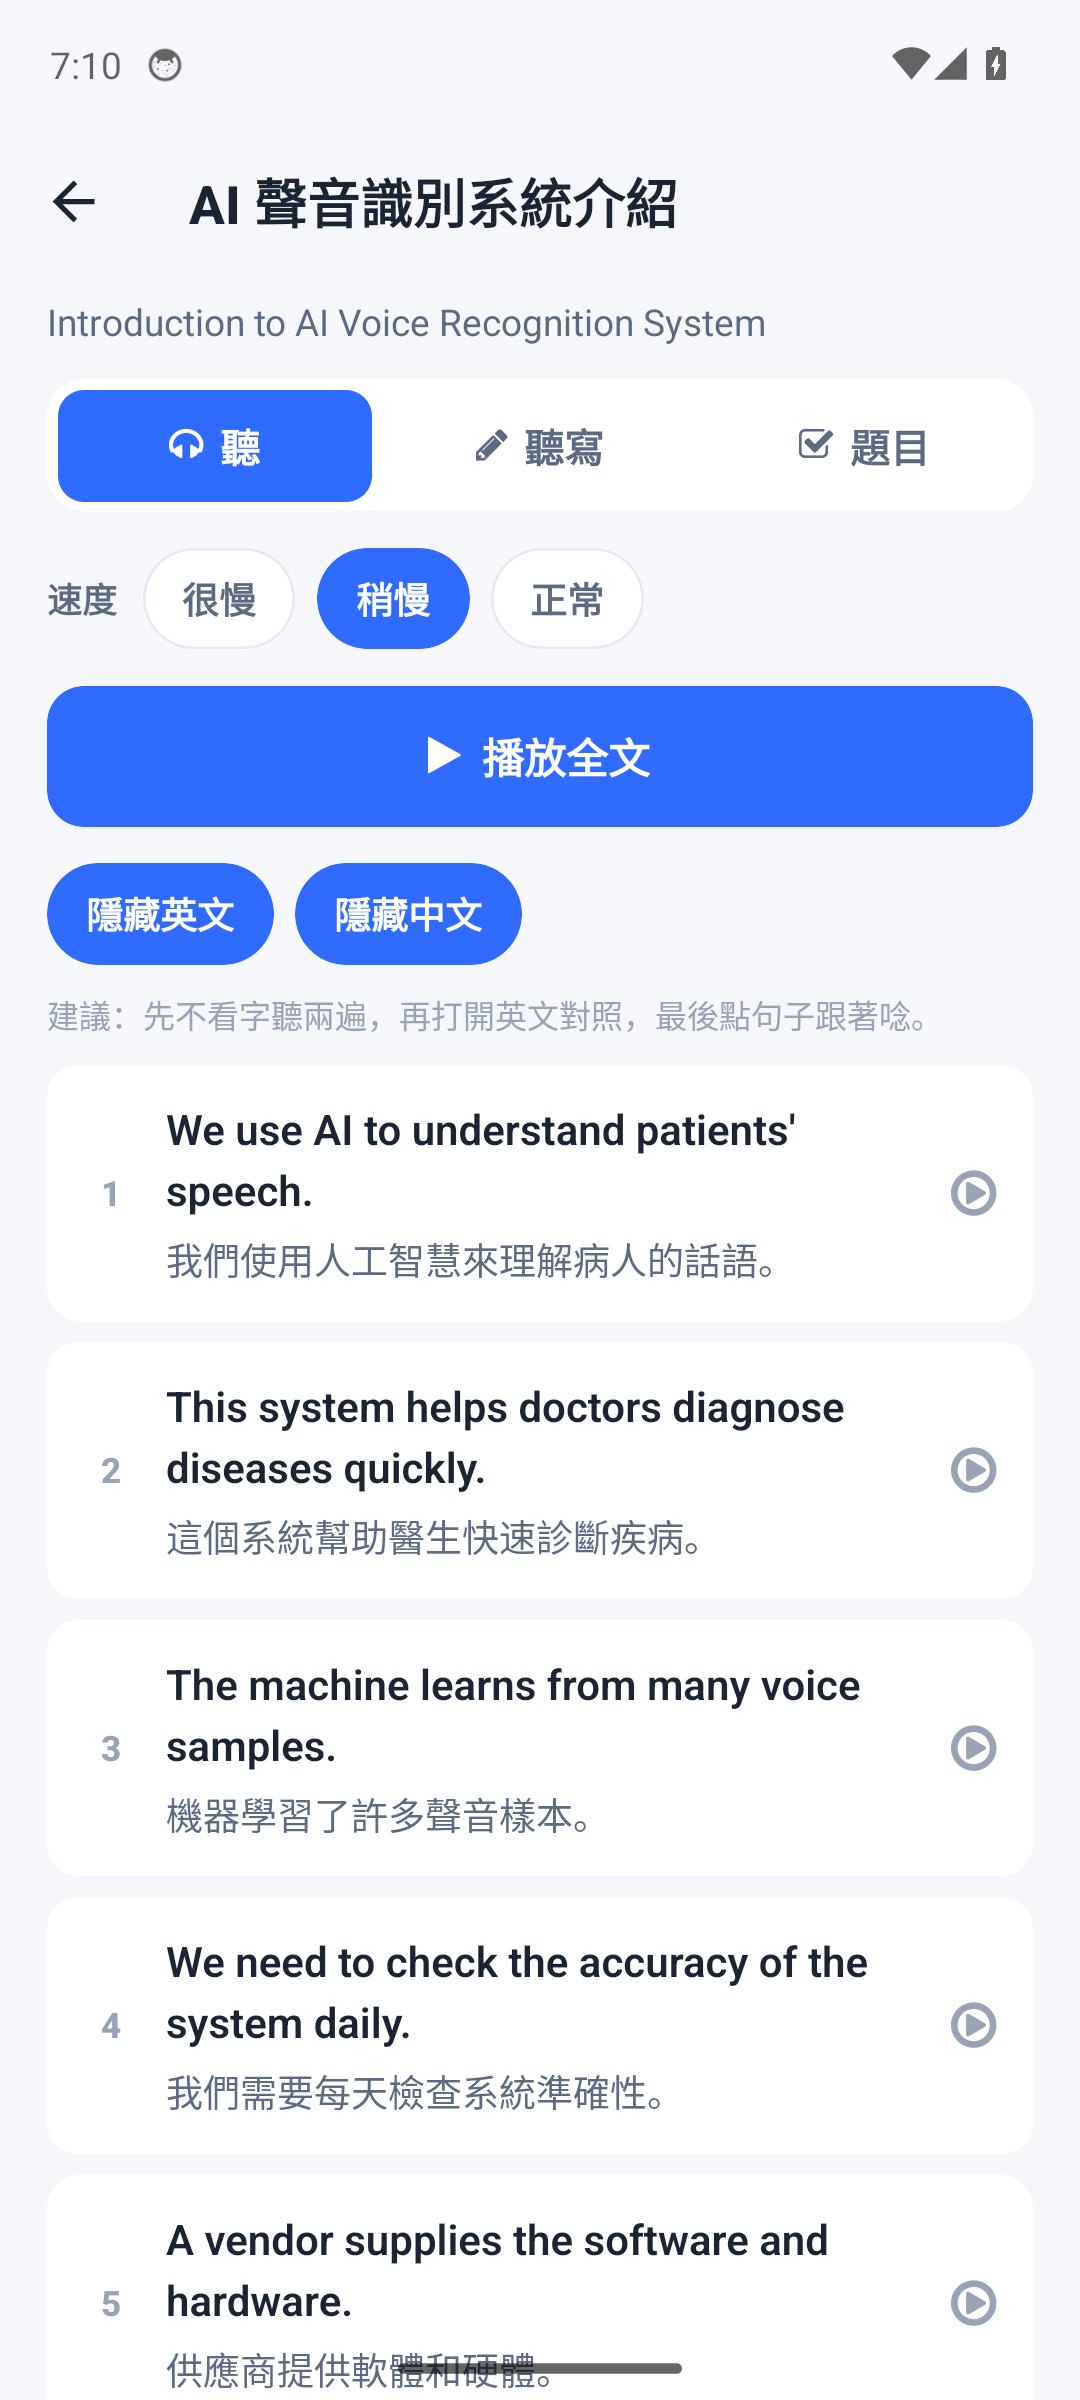 7:10
AI 聲音識別系統介紹
Introduction to AI Voice Recognition System
聽
聽寫
題目
速度
很慢
稍慢
正常
播放全文
隱藏英文
隱藏中文
建議：先不看字聽兩遍，再打開英文對照，最後點句子跟著唸。
1
We use AI to understand patients'
speech.
我們使用人工智慧來理解病人的話語。
2
This system helps doctors diagnose
diseases quickly.
這個系統幫助醫生快速診斷疾病。
3
The machine learns from many voice
samples.
機器學習了許多聲音樣本。
4
We need to check the accuracy of the
system daily.
我們需要每天檢查系統準確性。
5
A vendor supplies the software and
hardware.
供應商提供軟體和硬體。